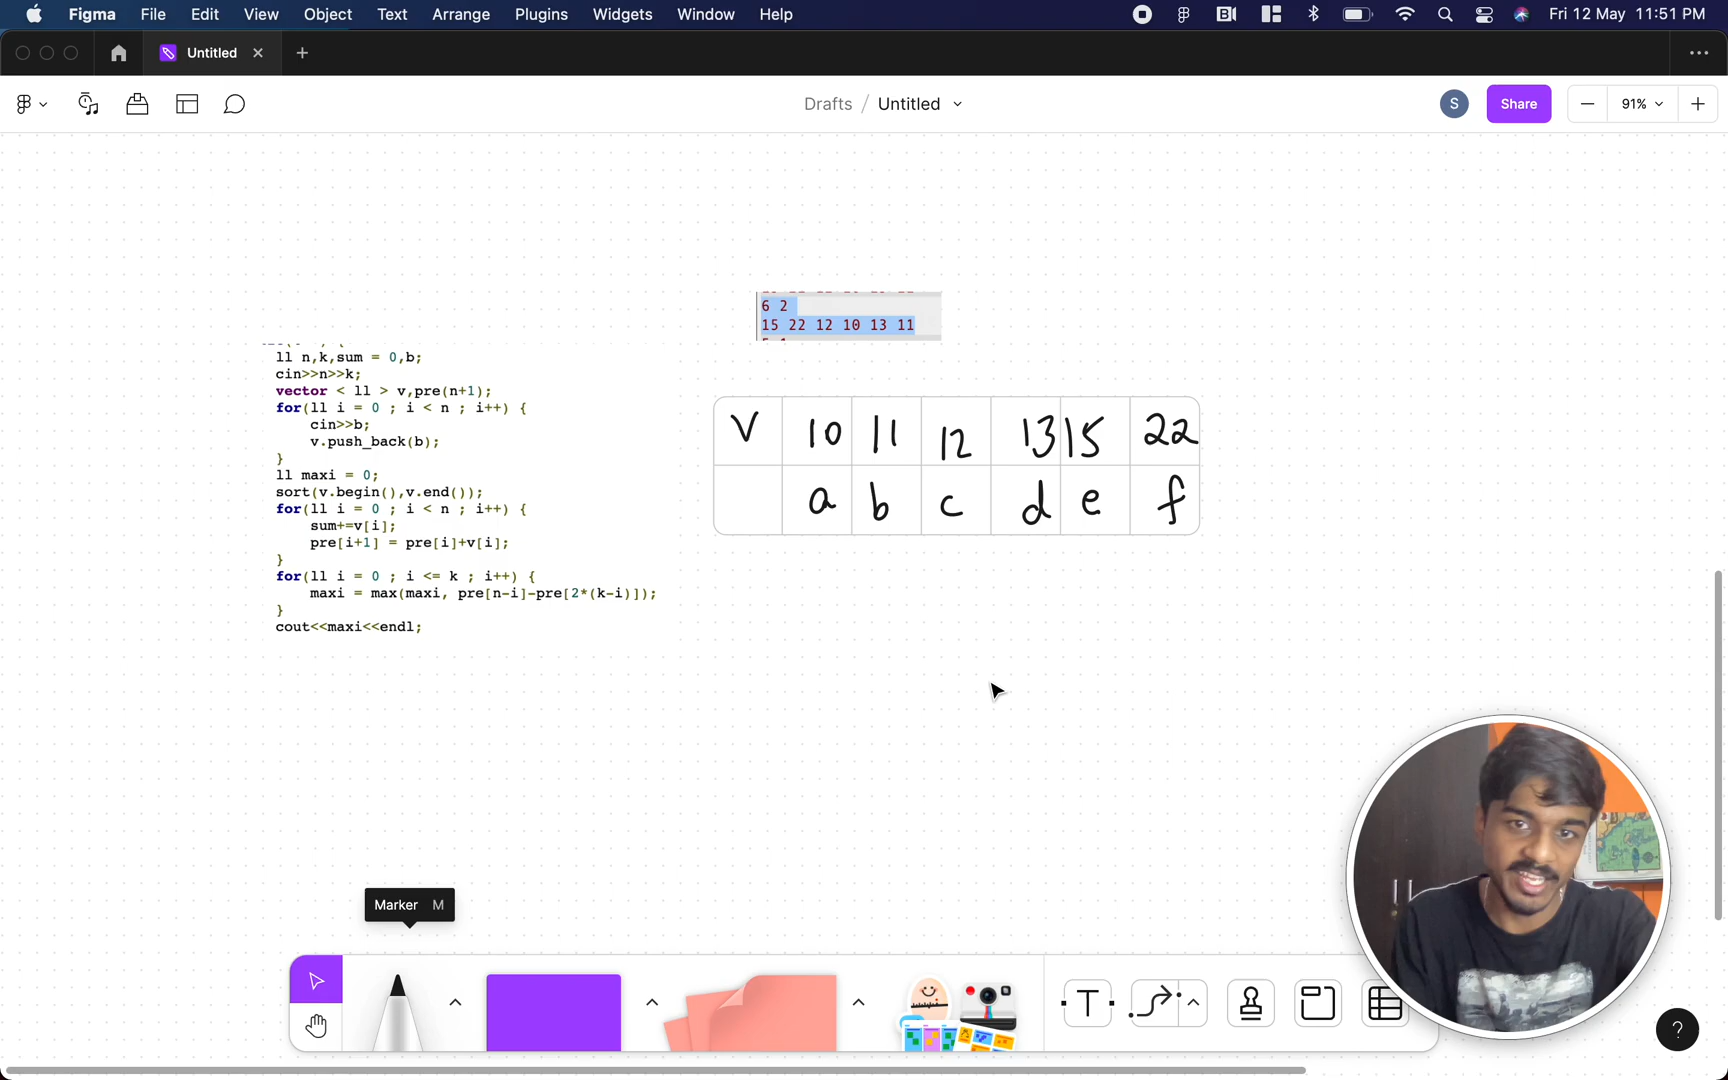 Figma File Edit View Object Text Arrange Plugins Widgets Window Help Fri 12 May 11:51 PM
Untitled
Drafts / Untitled S Share 91%
6 2
15 22 12 10 13 11
ll n,k,sum = 0,b;
cin>>n>>k;
vector < ll > v,pre(n+1);
for(ll i = 0 ; i < n ; i++) {
cin>>b;
v.push_back(b);
}
ll maxi = 0;
sort(v.begin(),v.end());
for(ll i = 0 ; i < n ; i++) {
sum+=v[i];
pre[i+1] = pre[i]+v[i];
}
for(ll i = 0 ; i <= k ; i++) {
maxi = max(maxi, pre[n-i]-pre[2*(k-i)]);
}
cout<<maxi<<endl;
V 10 11 12 13 15 22
a b c d e f
Marker M
T
?